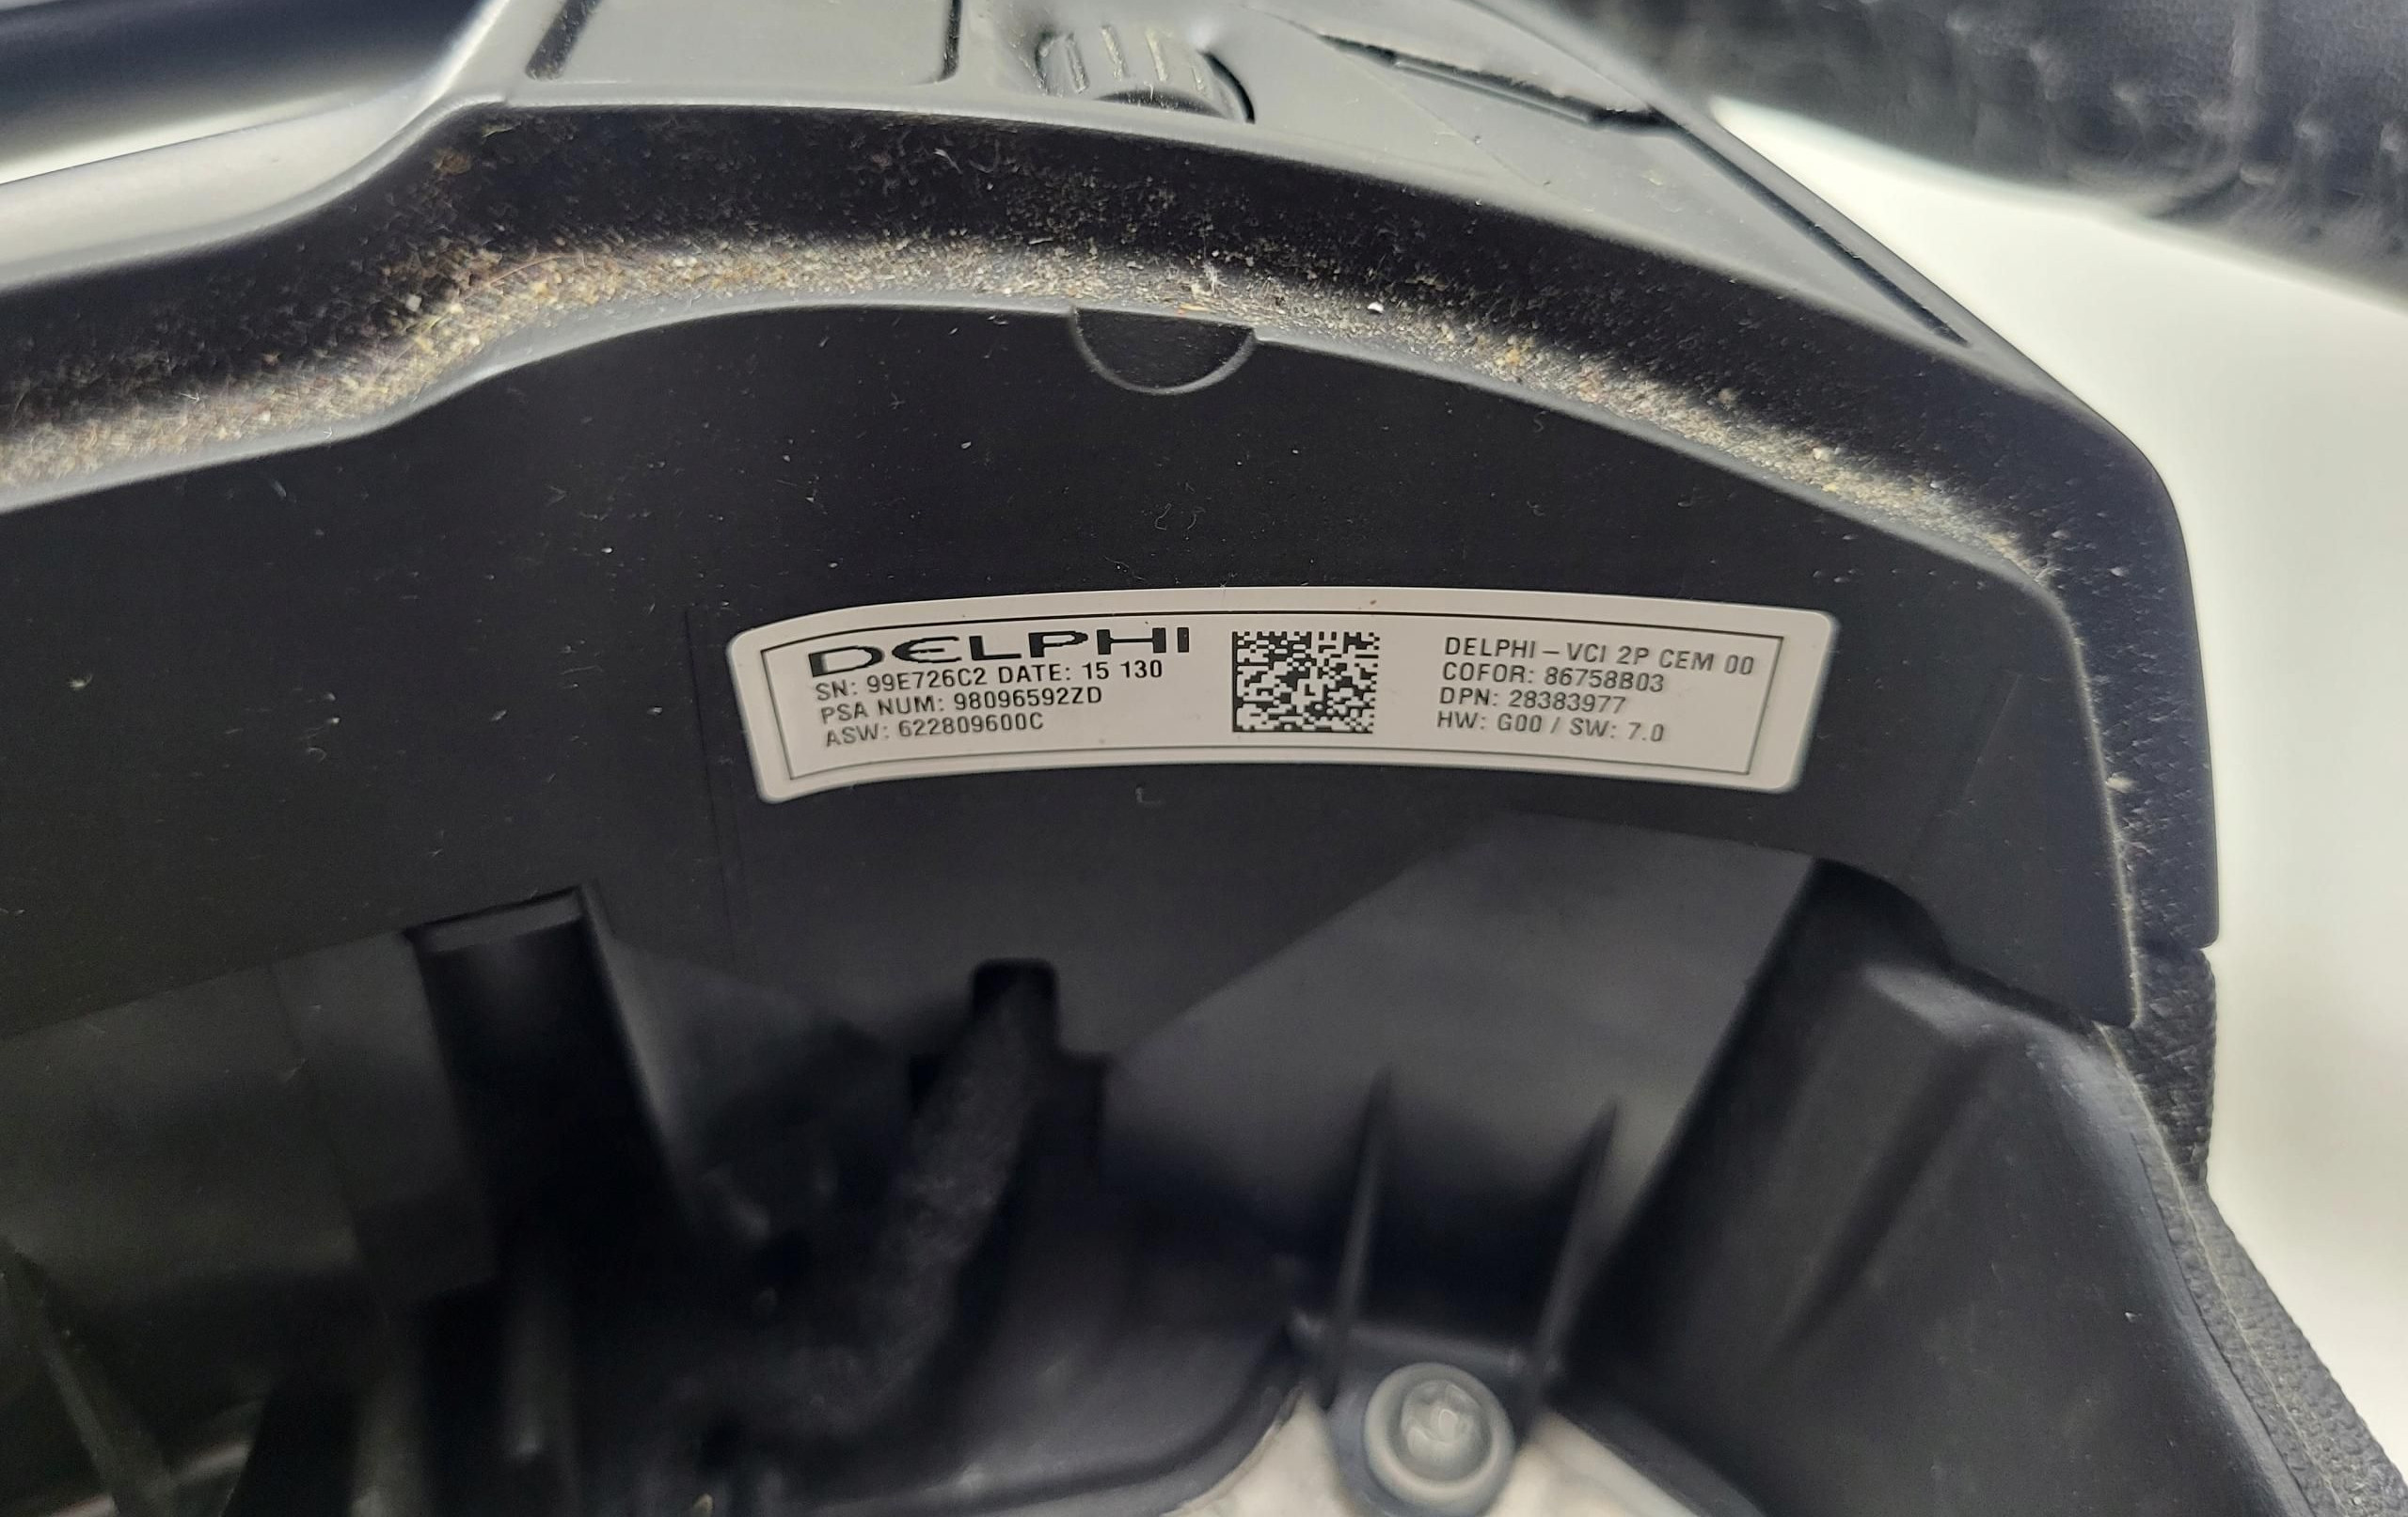 DELPHI
SN: 99E726C2 DATE: 15 130
PSA NUM: 98096592ZD
ASW: 622809600C
DELPHI – VCI 2P CEM 00
COFOR: 86758B03
DPN: 28383977
HW: G00 / SW: 7.0